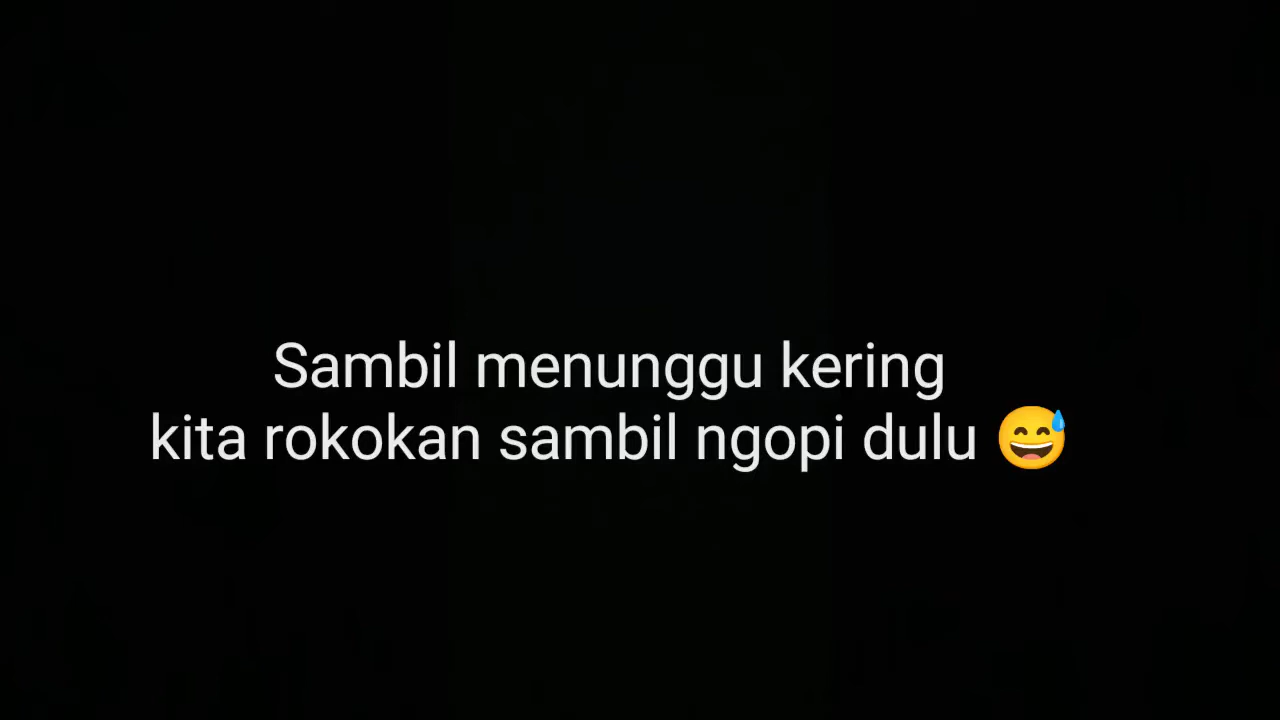 Sambil menunggu kering
kita rokokan sambil ngopi dulu 😅